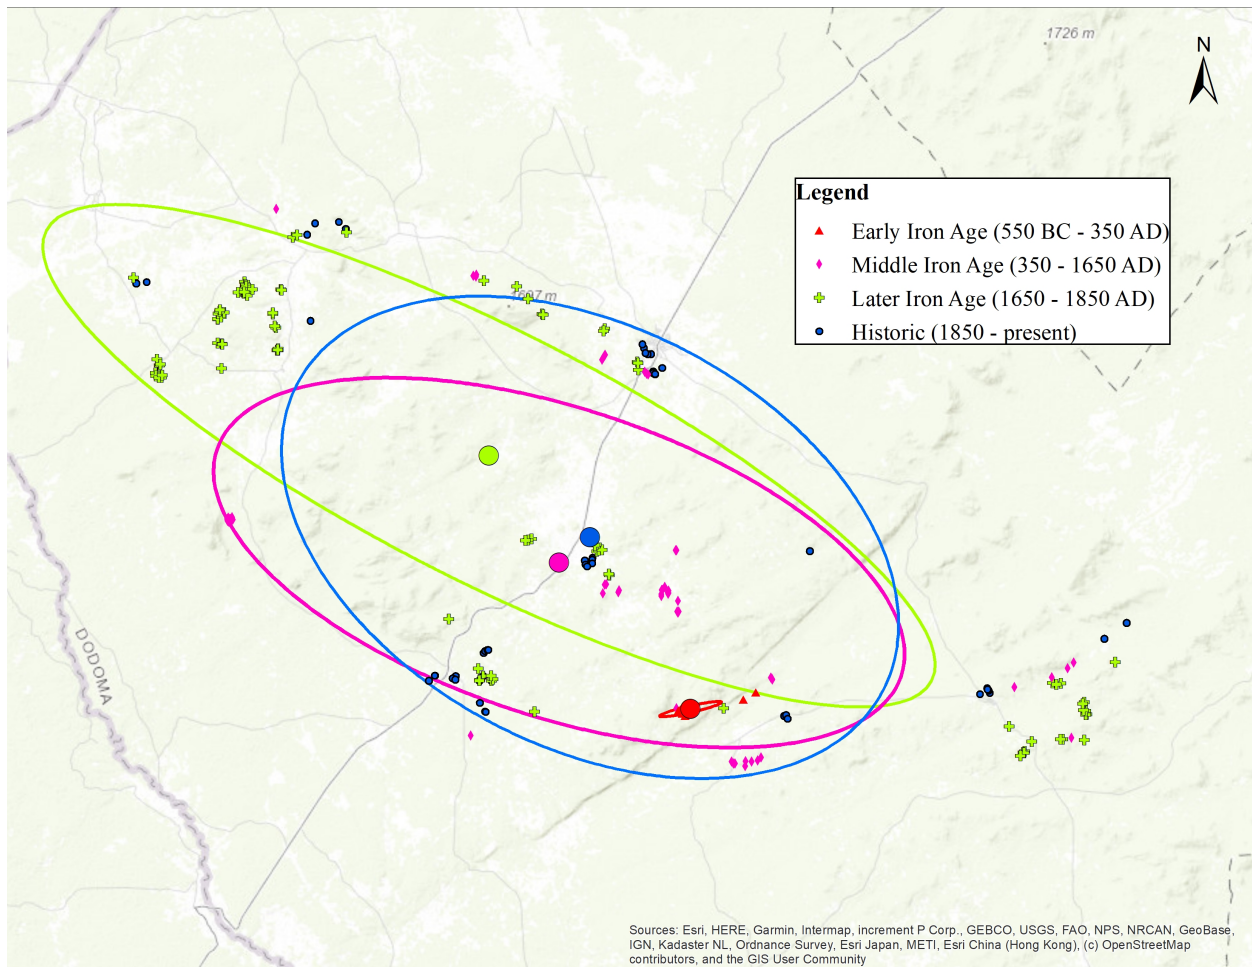 1726 m
N
Legend
Early Iron Age (550 BC - 350 AD)
Middle Iron Age (350 - 1650 AD)
Later Iron Age (1650 - 1850 AD)
Historic (1850 - present)
DODOMA
Sources: Esri, HERE, Garmin, Intermap, increment P Corp., GEBCO, USGS, FAO, NPS, NRCAN, GeoBase,
IGN, Kadaster NL, Ordnance Survey, Esri Japan, METI, Esri China (Hong Kong), (c) OpenStreetMap
contributors, and the GIS User Community